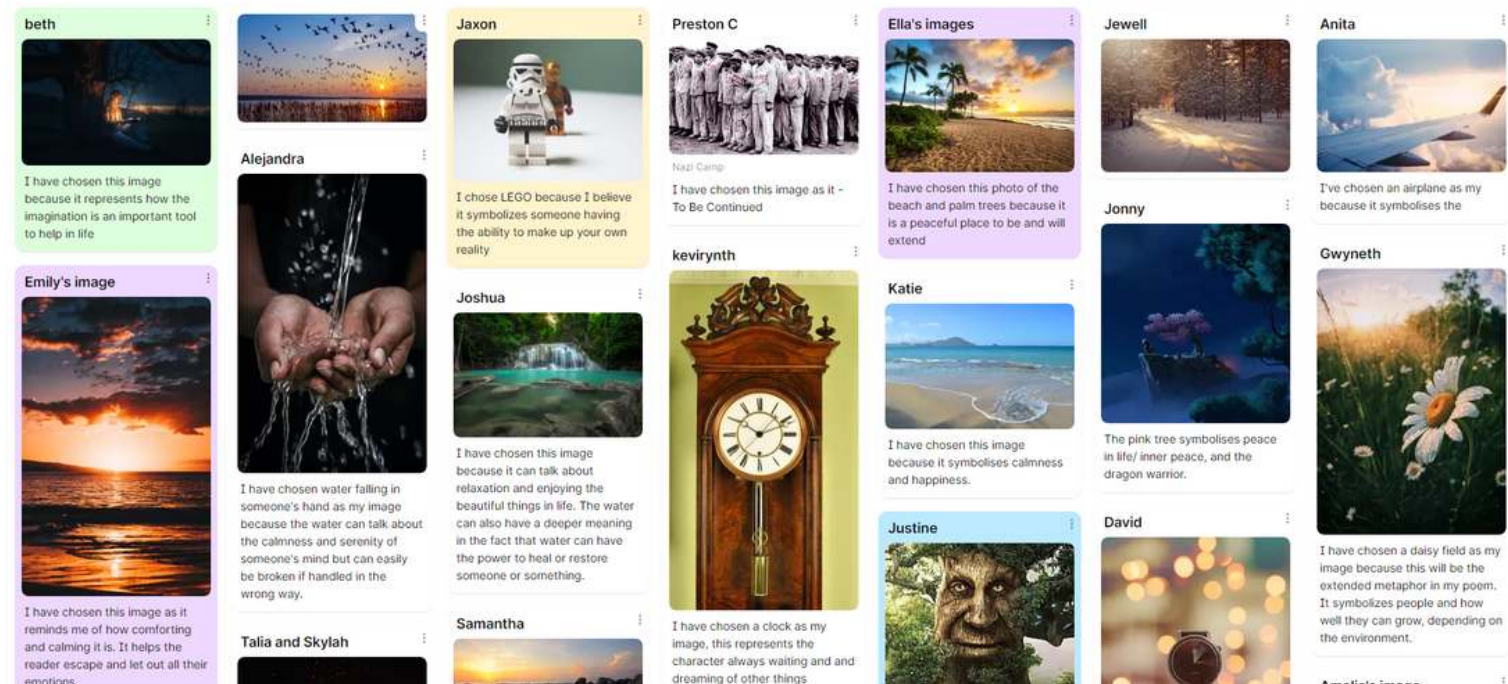 beth
I have chosen this image
because it represents how the
imagination is an important tool
to help in life
Emily's image
I have chosen this image as it
reminds me of how comforting
and calming it is. It helps the
reader escape and let out all their
emotions
Alejandra
I have chosen water falling in
someone's hand as my image
because the water can talk about
the calmness and serenity of
someone's mind but can easily
be broken if handled in the
wrong way.
Talia and Skylah
Jaxon
I chose LEGO because I believe
it symbolizes someone having
the ability to make up your own
reality
Joshua
I have chosen this image
because it can talk about
relaxation and enjoying the
beautiful things in life. The water
can also have a deeper meaning
in the fact that water can have
the power to heal or restore
someone or something.
Samantha
Preston C
Nazi Camp
I have chosen this image as it -
To Be Continued
kevirynth
I have chosen a clock as my
image, this represents the
character always waiting and and
dreaming of other things
Ella's images
I have chosen this photo of the
beach and palm trees because it
is a peaceful place to be and will
extend
Katie
I have chosen this image
because it symbolises calmness
and happiness.
Justine
Jewell
Jonny
The pink tree symbolises peace
in life/ inner peace, and the
dragon warrior.
David
Anita
I've chosen an airplane as my
because it symbolises the
Gwyneth
I have chosen a daisy field as my
image because this will be the
extended metaphor in my poem.
It symbolizes people and how
well they can grow, depending on
the environment.